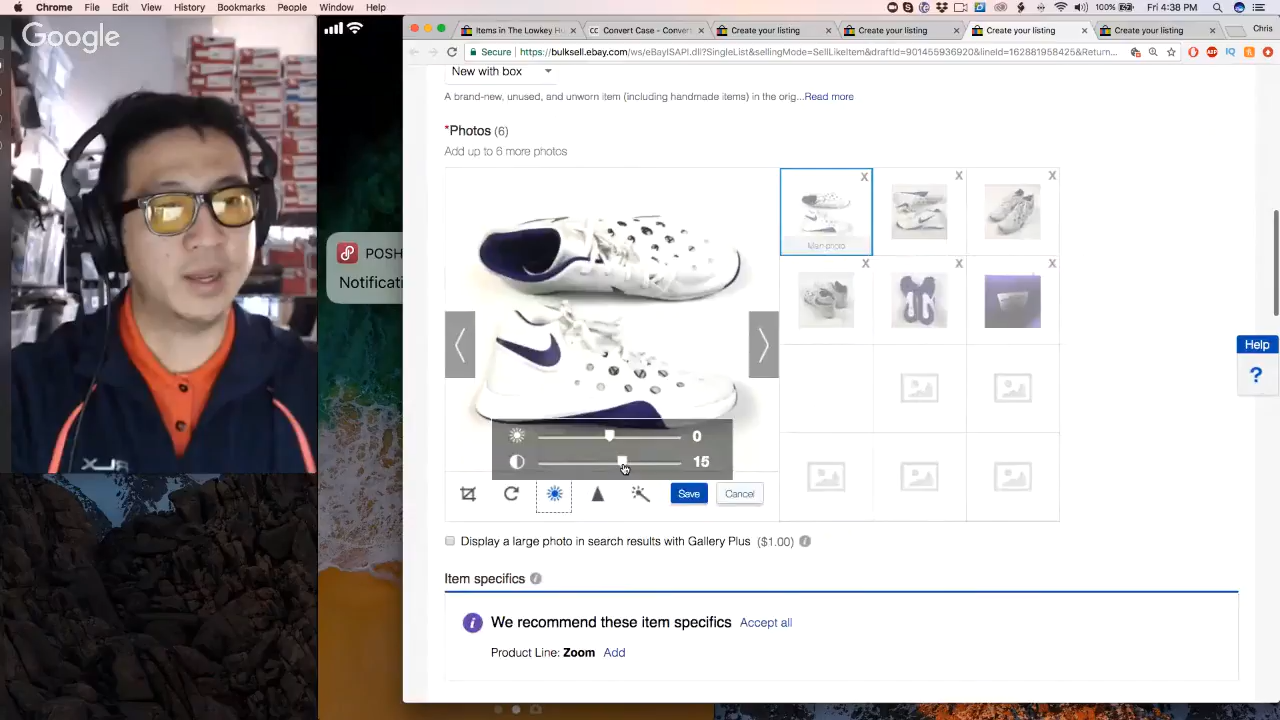 Chrome File Edit View History Bookmarks People Window Help
100% Fri 4:38 PM
Google
Items in The Lowkey Hu
Convert Case - Convert
Create your listing
Create your listing
Create your listing
Create your listing
Chris
Secure https://bulksell.ebay.com/ws/eBayISAPI.dll?SingleList&sellingMode=SellLikeItem&draftId=901455936920&lineId=162881958425&Return...
New with box
A brand-new, unused, and unworn item (including handmade items) in the orig...Read more
*Photos (6)
Add up to 6 more photos
X
X
X
Main photo
X
X
X
POSH
Notificati
Help
?
0
15
Save
Cancel
Display a large photo in search results with Gallery Plus ($1.00)
Item specifics
We recommend these item specifics Accept all
Product Line: Zoom Add